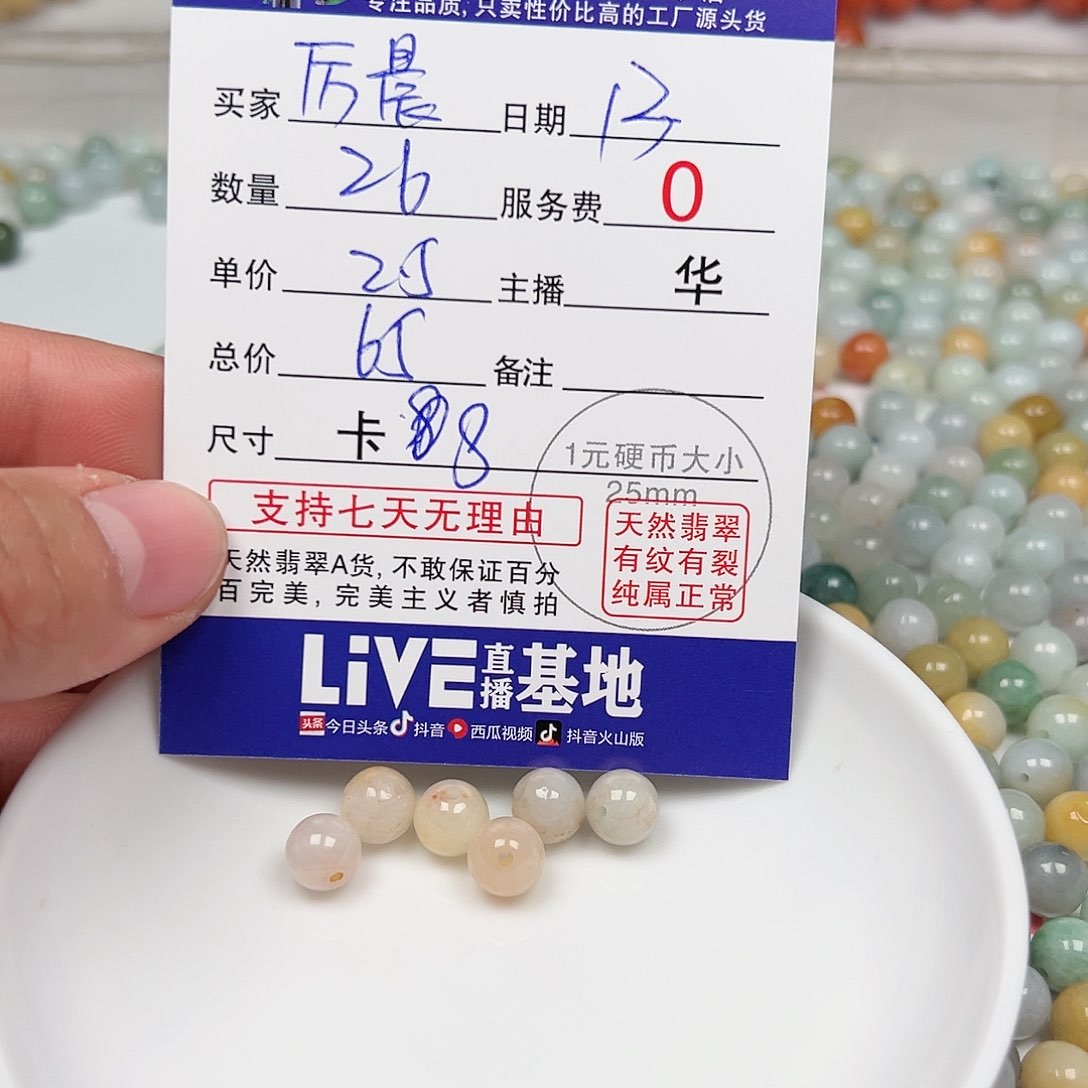 专注品质,只卖性价比高的工厂源头货
买家 厉晨 日期 13
数量 26 服务费 0
单价 25 主播 华
总价 65 备注
尺寸 卡 8
1元硬币大小
25mm
支持七天无理由
天然翡翠
有纹有裂
纯属正常
天然翡翠A货,不敢保证百分
百完美,完美主义者慎拍
LiVE直播基地
头条 今日头条 抖音 西瓜视频 抖音火山版